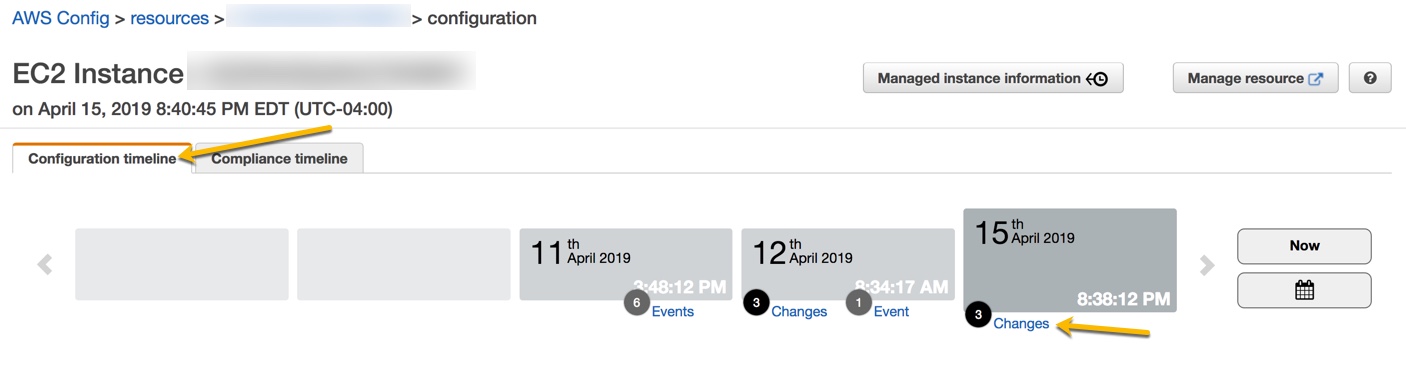 AWS Config > resources > > configuration
EC2 Instance
Managed instance information
Manage resource
?
on April 15, 2019 8:40:45 PM EDT (UTC-04:00)
Configuration timeline
Compliance timeline
11th April 2019
3:48:12 PM
6 Events
12th April 2019
8:34:17 AM
3 Changes
1 Event
15th April 2019
8:38:12 PM
3 Changes
Now